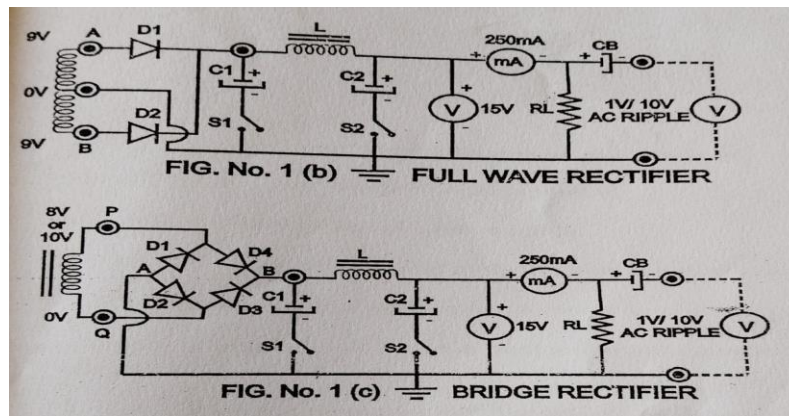 9V
A
D1
L
250mA
mA
CB
C1
+
-
C2
+
-
+
V
15V
-
RL
1V/ 10V
AC RIPPLE
V
0V
S1
S2
D2
B
9V
FIG. No. 1 (b)
FULL WAVE RECTIFIER
8V
or
10V
P
D1
D4
A
B
D2
D3
0V
Q
L
250mA
mA
CB
C1
+
-
C2
+
-
+
V
15V
-
RL
1V/ 10V
AC RIPPLE
V
S1
S2
FIG. No. 1 (c)
BRIDGE RECTIFIER